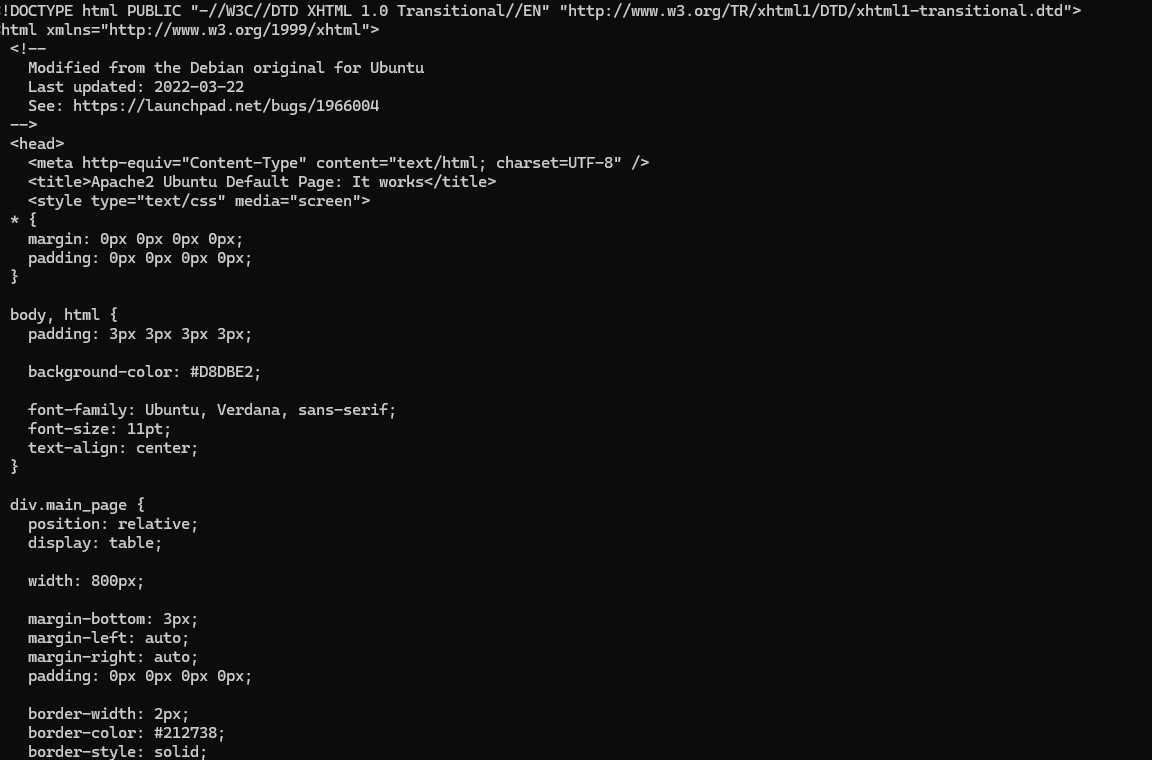 !DOCTYPE html PUBLIC "-//W3C//DTD XHTML 1.0 Transitional//EN" "http://www.w3.org/TR/xhtml1/DTD/xhtml1-transitional.dtd">
html xmlns="http://www.w3.org/1999/xhtml">
<!--
Modified from the Debian original for Ubuntu
Last updated: 2022-03-22
See: https://launchpad.net/bugs/1966004
-->
<head>
<meta http-equiv="Content-Type" content="text/html; charset=UTF-8" />
<title>Apache2 Ubuntu Default Page: It works</title>
<style type="text/css" media="screen">
* {
margin: 0px 0px 0px 0px;
padding: 0px 0px 0px 0px;
}
body, html {
padding: 3px 3px 3px 3px;
background-color: #D8DBE2;
font-family: Ubuntu, Verdana, sans-serif;
font-size: 11pt;
text-align: center;
}
div.main_page {
position: relative;
display: table;
width: 800px;
margin-bottom: 3px;
margin-left: auto;
margin-right: auto;
padding: 0px 0px 0px 0px;
border-width: 2px;
border-color: #212738;
border-style: solid;